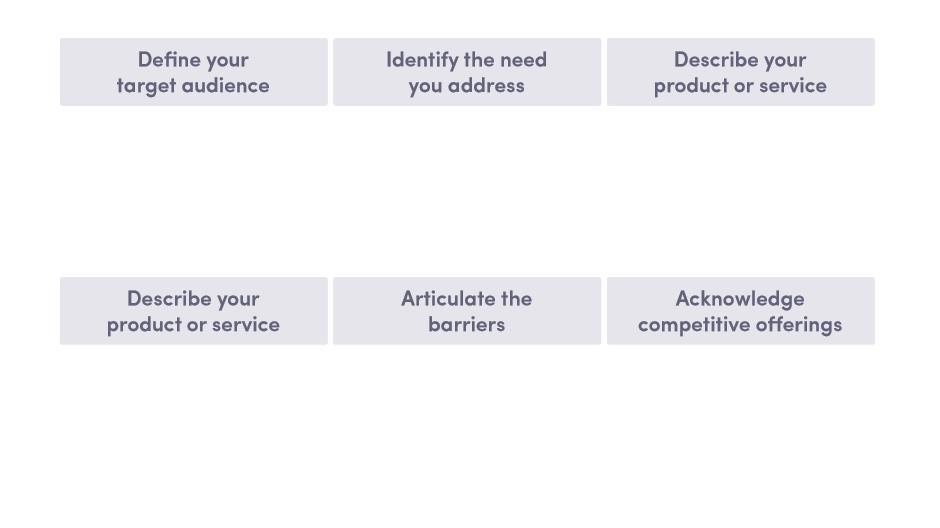 Define your
target audience
Identify the need
you address
Describe your
product or service
Describe your
product or service
Articulate the
barriers
Acknowledge
competitive offerings